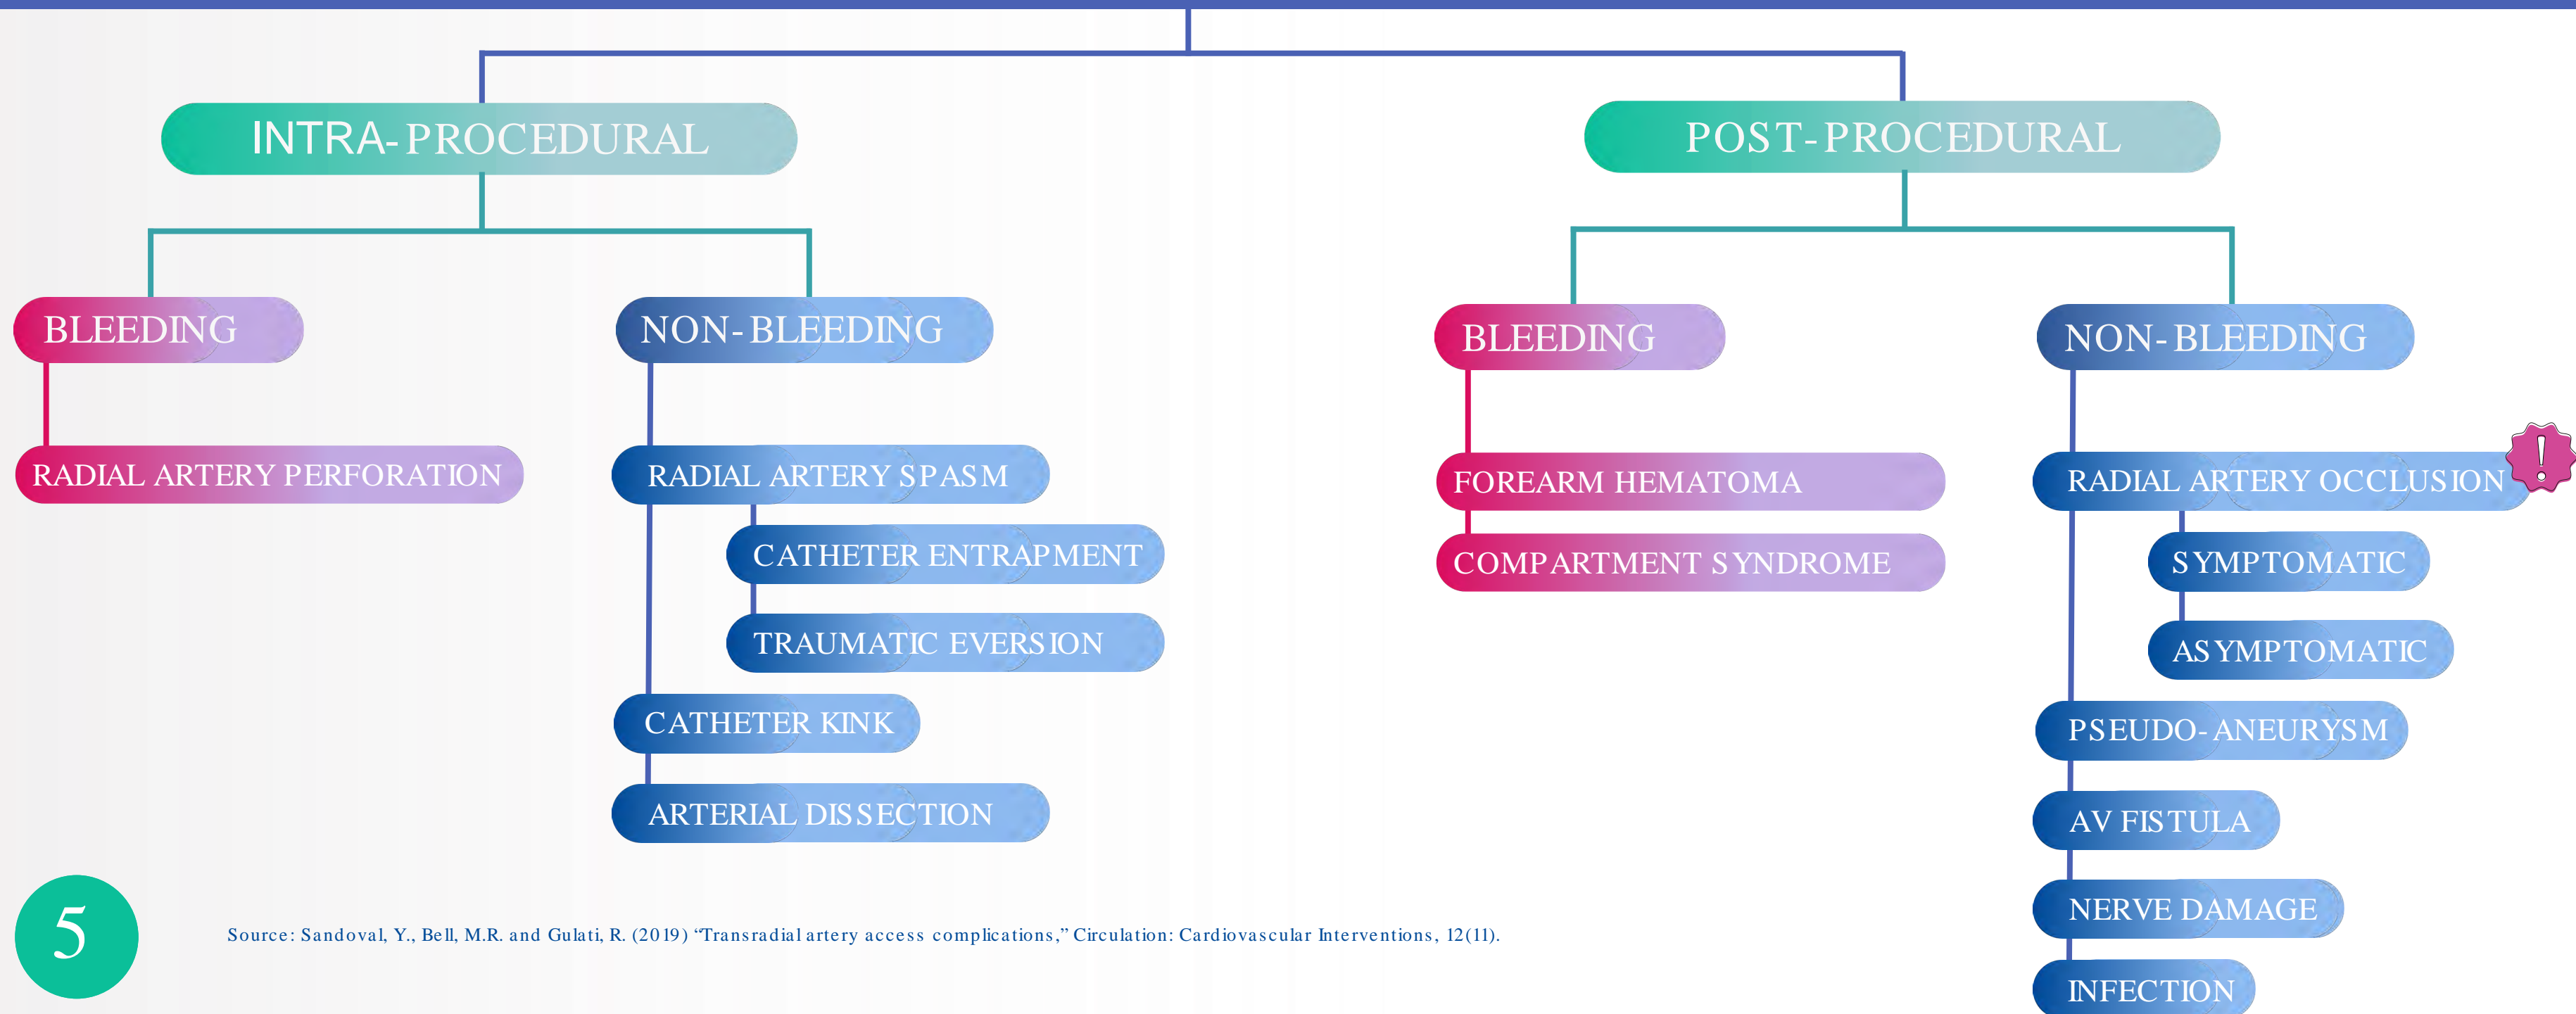 INTRA-PROCEDURAL
BLEEDING
RADIAL ARTERY PERFORATION
NON-BLEEDING
RADIAL ARTERY SPASM
CATHETER ENTRAPMENT
TRAUMATIC EVERSION
CATHETER KINK
ARTERIAL DISSECTION
POST-PROCEDURAL
BLEEDING
FOREARM HEMATOMA
COMPARTMENT SYNDROME
NON-BLEEDING
RADIAL ARTERY OCCLUSION
!
SYMPTOMATIC
ASYMPTOMATIC
PSEUDO-ANEURYSM
AV FISTULA
NERVE DAMAGE
INFECTION
5
Source: Sandoval, Y., Bell, M.R. and Gulati, R. (2019) “Transradial artery access complications,” Circulation: Cardiovascular Interventions, 12(11).